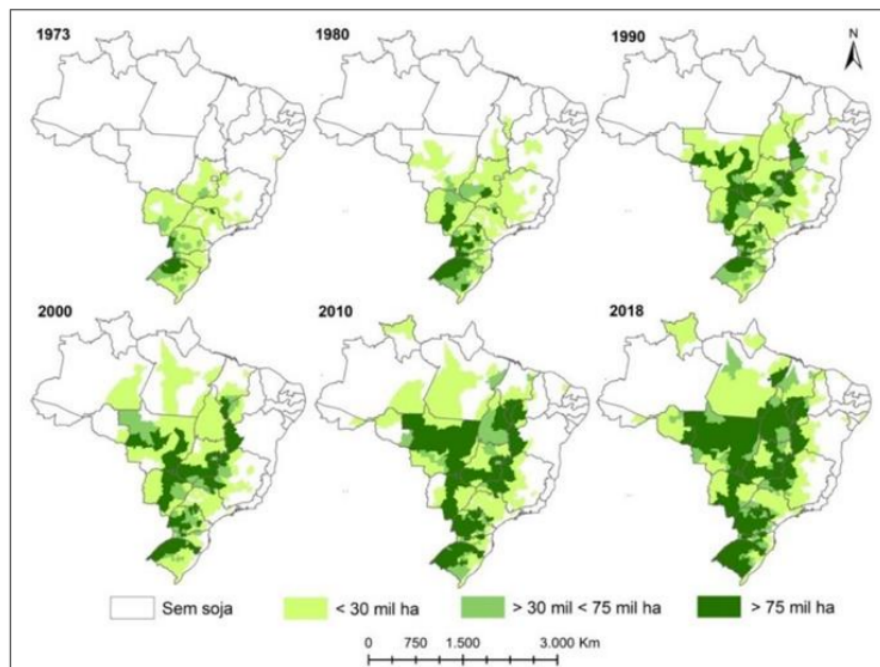 1973
1980
1990
N
2000
2010
2018
Sem soja
< 30 mil ha
> 30 mil < 75 mil ha
> 75 mil ha
0 750 1.500 3.000 Km